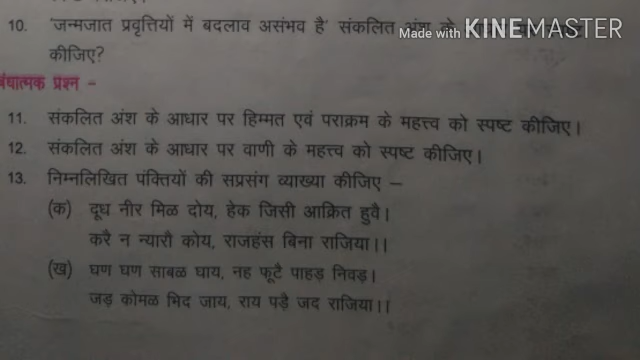 10. 'जन्मजात प्रवृत्तियों में बदलाव असंभव है' संकलित अंश के
Made with KINEMASTER
कीजिए?
बंधात्मक प्रश्न –
11. संकलित अंश के आधार पर हिम्मत एवं पराक्रम के महत्त्व को स्पष्ट कीजिए।
12. संकलित अंश के आधार पर वाणी के महत्त्व को स्पष्ट कीजिए।
13. निम्नलिखित पंक्तियों की सप्रसंग व्याख्या कीजिए –
(क) दूध नीर मिळ दोय, हेक जिसी आक्रित हुवै।
करै न न्यारौ कोय, राजहंस बिना राजिया।।
(ख) घण घण साबळ घाय, नह फूटै पाहड़ निवड़।
जड़ कोमळ भिद जाय, राय पड़ै जद राजिया।।